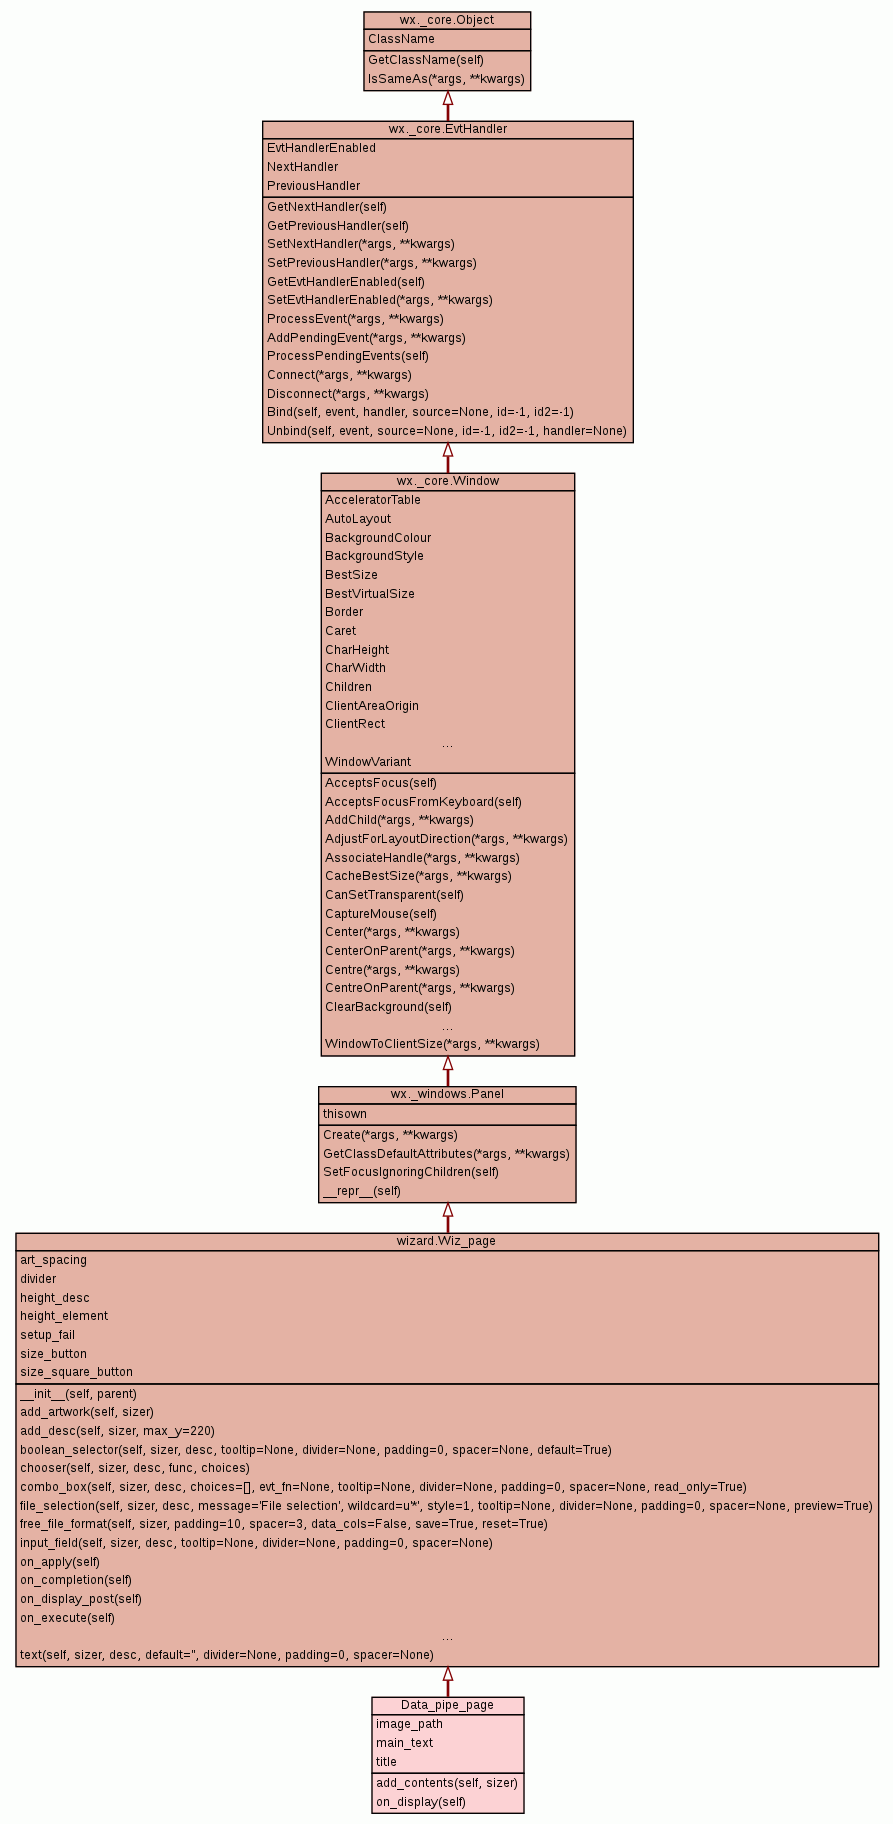 wx._core.Object
ClassName
GetClassName(self)
IsSameAs(*args, **kwargs)
wx._core.EvtHandler
EvtHandlerEnabled
NextHandler
PreviousHandler
GetNextHandler(self)
GetPreviousHandler(self)
SetNextHandler(*args, **kwargs)
SetPreviousHandler(*args, **kwargs)
GetEvtHandlerEnabled(self)
SetEvtHandlerEnabled(*args, **kwargs)
ProcessEvent(*args, **kwargs)
AddPendingEvent(*args, **kwargs)
ProcessPendingEvents(self)
Connect(*args, **kwargs)
Disconnect(*args, **kwargs)
Bind(self, event, handler, source=None, id=-1, id2=-1)
Unbind(self, event, source=None, id=-1, id2=-1, handler=None)
wx._core.Window
AcceleratorTable
AutoLayout
BackgroundColour
BackgroundStyle
BestSize
BestVirtualSize
Border
Caret
CharHeight
CharWidth
Children
ClientAreaOrigin
ClientRect
...
WindowVariant
AcceptsFocus(self)
AcceptsFocusFromKeyboard(self)
AddChild(*args, **kwargs)
AdjustForLayoutDirection(*args, **kwargs)
AssociateHandle(*args, **kwargs)
CacheBestSize(*args, **kwargs)
CanSetTransparent(self)
CaptureMouse(self)
Center(*args, **kwargs)
CenterOnParent(*args, **kwargs)
Centre(*args, **kwargs)
CentreOnParent(*args, **kwargs)
ClearBackground(self)
...
WindowToClientSize(*args, **kwargs)
wx._windows.Panel
thisown
Create(*args, **kwargs)
GetClassDefaultAttributes(*args, **kwargs)
SetFocusIgnoringChildren(self)
__repr__(self)
wizard.Wiz_page
art_spacing
divider
height_desc
height_element
setup_fail
size_button
size_square_button
__init__(self, parent)
add_artwork(self, sizer)
add_desc(self, sizer, max_y=220)
boolean_selector(self, sizer, desc, tooltip=None, divider=None, padding=0, spacer=None, default=True)
chooser(self, sizer, desc, func, choices)
combo_box(self, sizer, desc, choices=[], evt_fn=None, tooltip=None, divider=None, padding=0, spacer=None, read_only=True)
file_selection(self, sizer, desc, message='File selection', wildcard=u'*', style=1, tooltip=None, divider=None, padding=0, spacer=None, preview=True)
free_file_format(self, sizer, padding=10, spacer=3, data_cols=False, save=True, reset=True)
input_field(self, sizer, desc, tooltip=None, divider=None, padding=0, spacer=None)
on_apply(self)
on_completion(self)
on_display_post(self)
on_execute(self)
...
text(self, sizer, desc, default='', divider=None, padding=0, spacer=None)
Data_pipe_page
image_path
main_text
title
add_contents(self, sizer)
on_display(self)